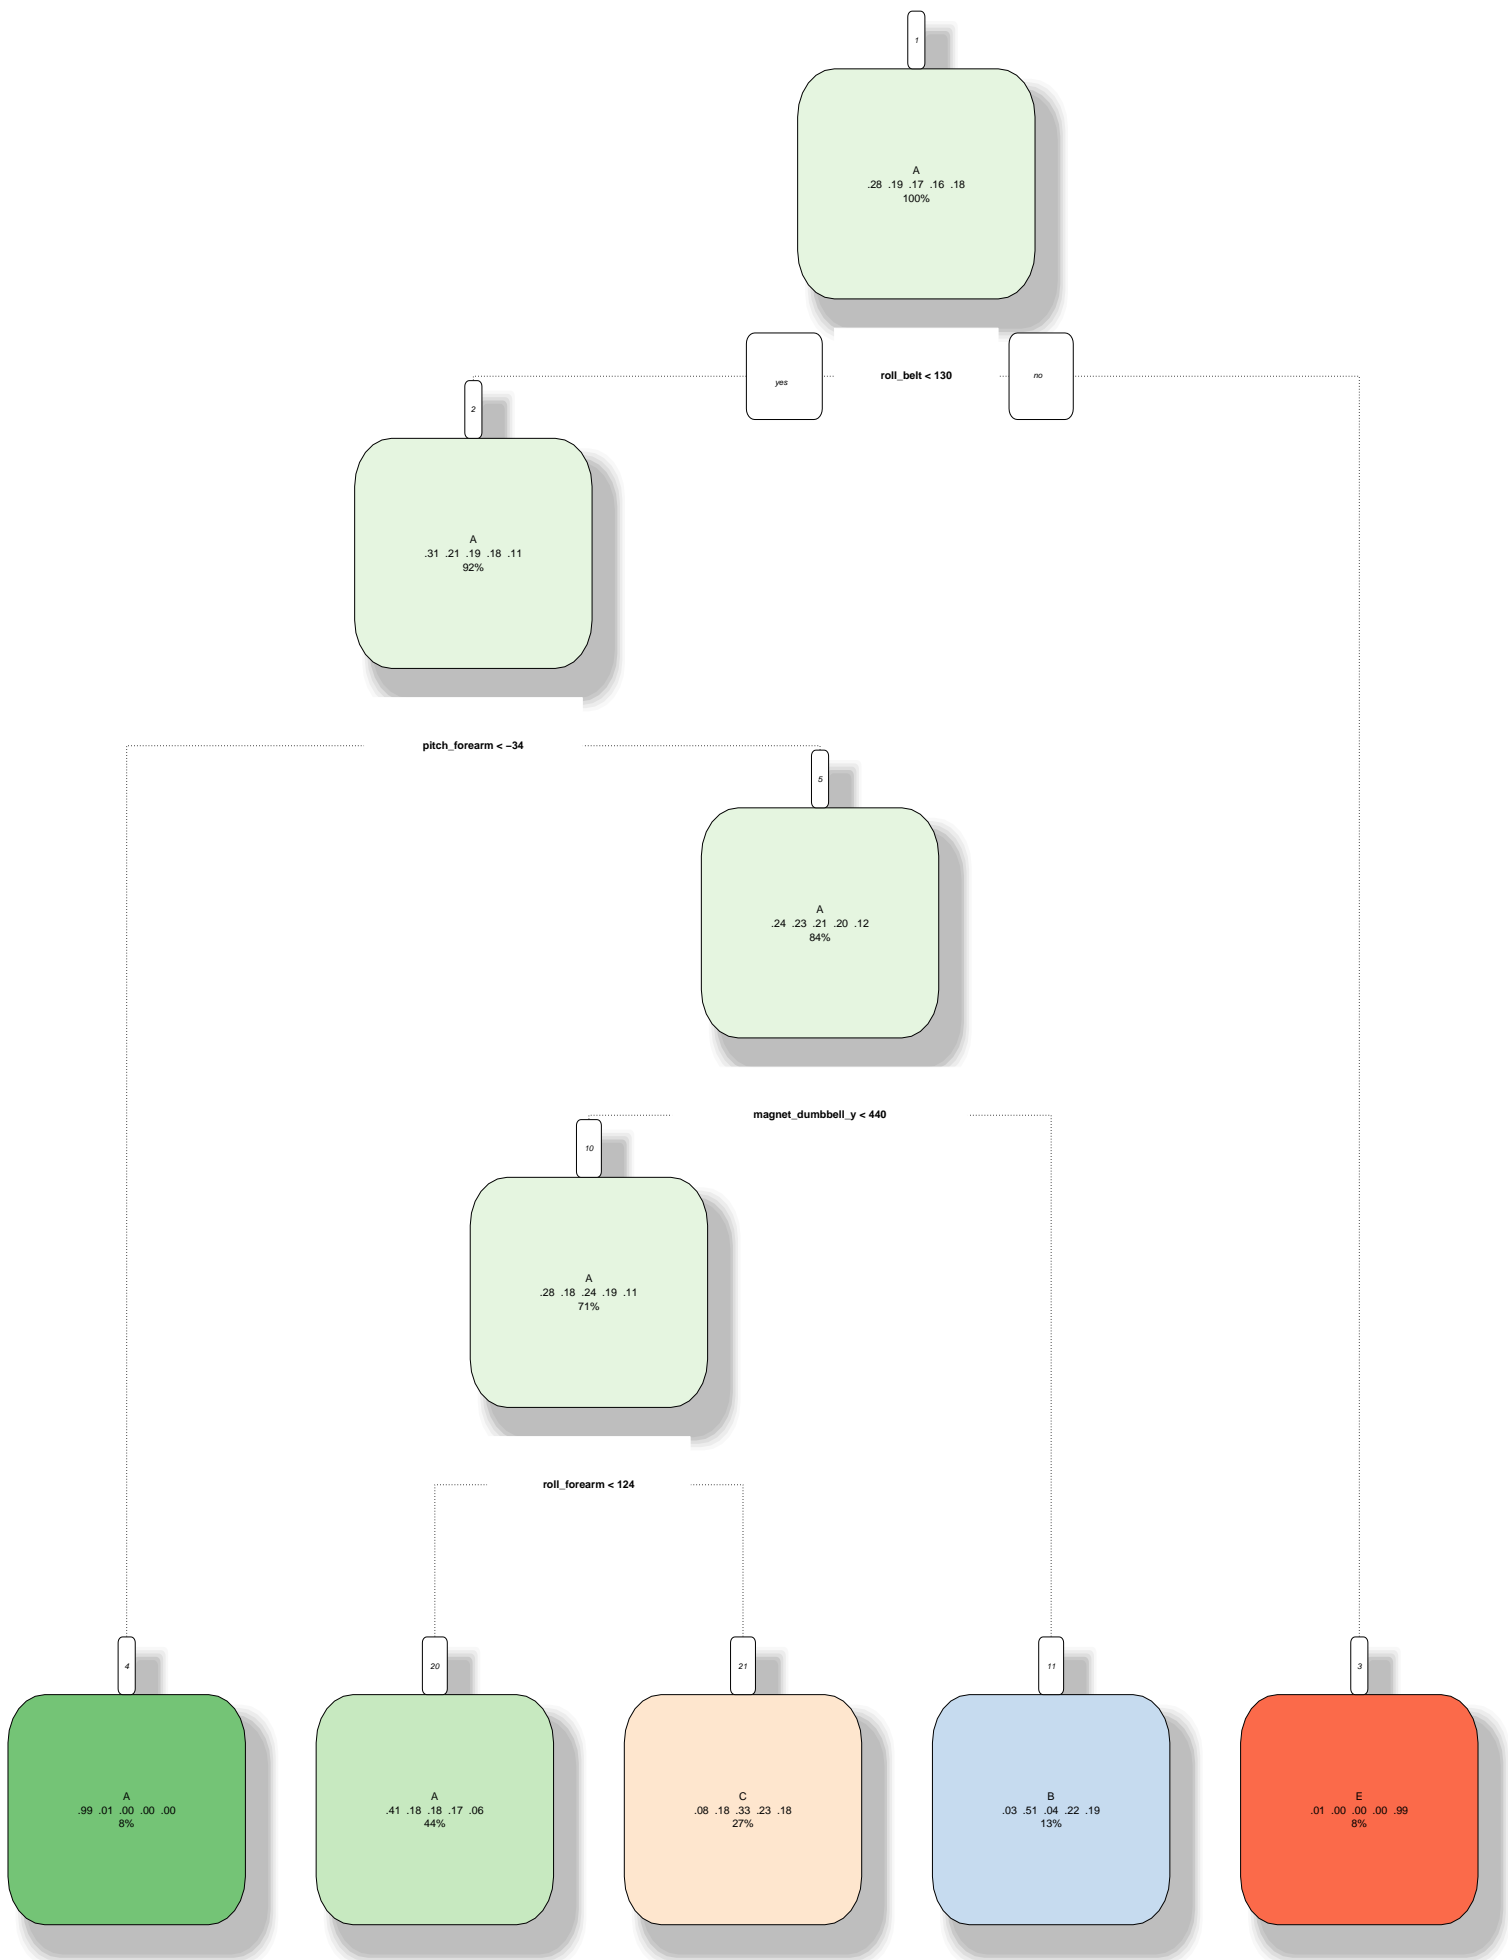 1
A
.28 .19 .17 .16 .18
100%
yes
roll_belt < 130
no
2
A
.31 .21 .19 .18 .11
92%
pitch_forearm < −34
5
A
.24 .23 .21 .20 .12
84%
magnet_dumbbell_y < 440
10
A
.28 .18 .24 .19 .11
71%
roll_forearm < 124
4
A
.99 .01 .00 .00 .00
8%
20
A
.41 .18 .18 .17 .06
44%
21
C
.08 .18 .33 .23 .18
27%
11
B
.03 .51 .04 .22 .19
13%
3
E
.01 .00 .00 .00 .99
8%